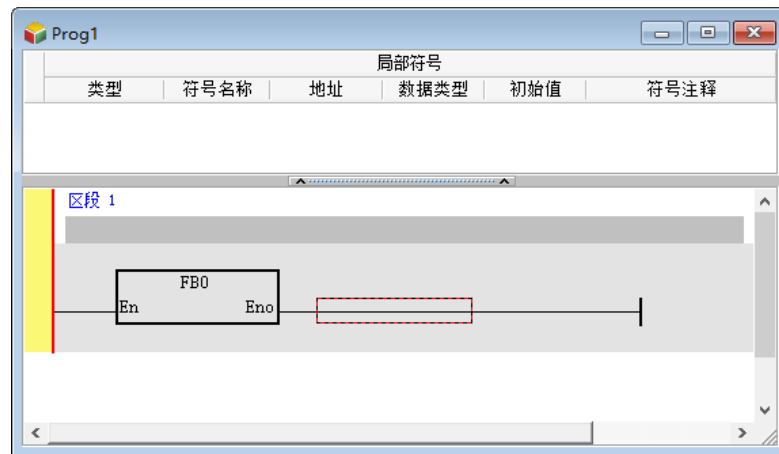 Prog1
局部符号
类型 符号名称 地址 数据类型 初始值 符号注释
区段 1
FB0
En Eno